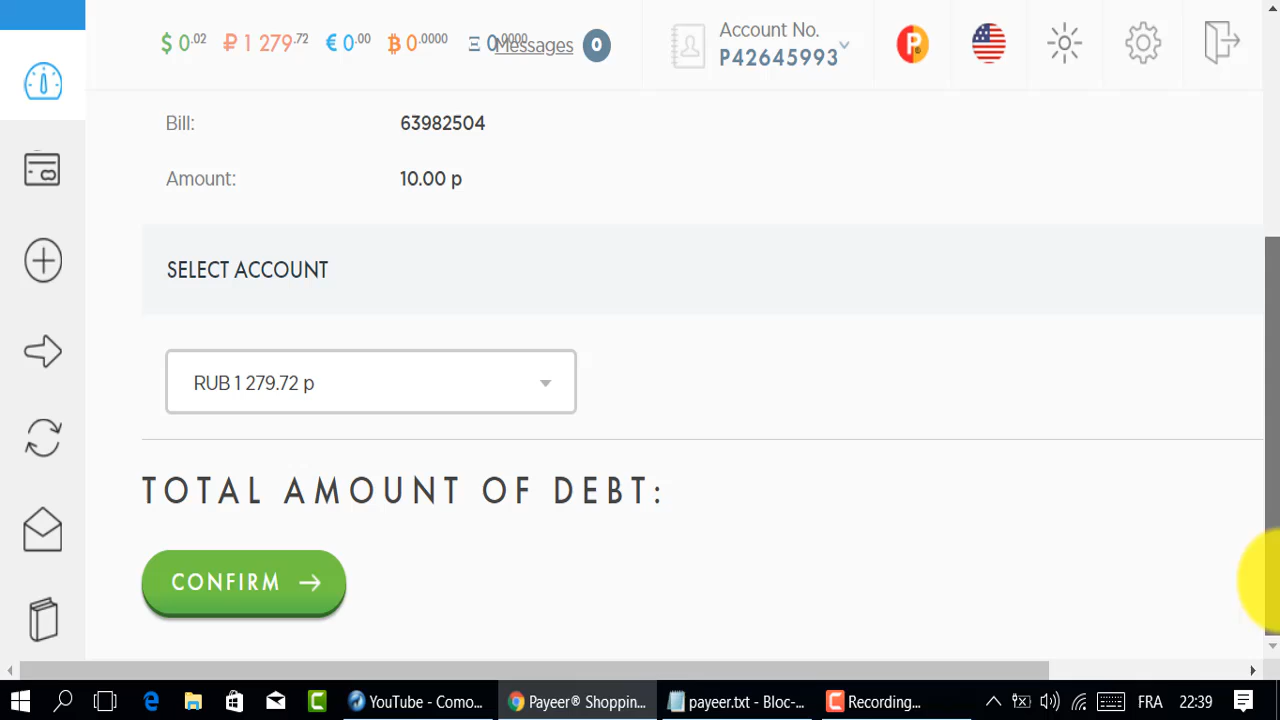 $ 0.02 ₽ 1 279.72 € 0.00 ₿ 0.0000 Ξ 0.0000 Messages 0
Account No.
P42645993
Bill: 63982504
Amount: 10.00 p
SELECT ACCOUNT
RUB 1 279.72 p
TOTAL AMOUNT OF DEBT:
CONFIRM →
YouTube - Como... Payeer® Shoppin... payeer.txt - Bloc-... Recording... FRA 22:39